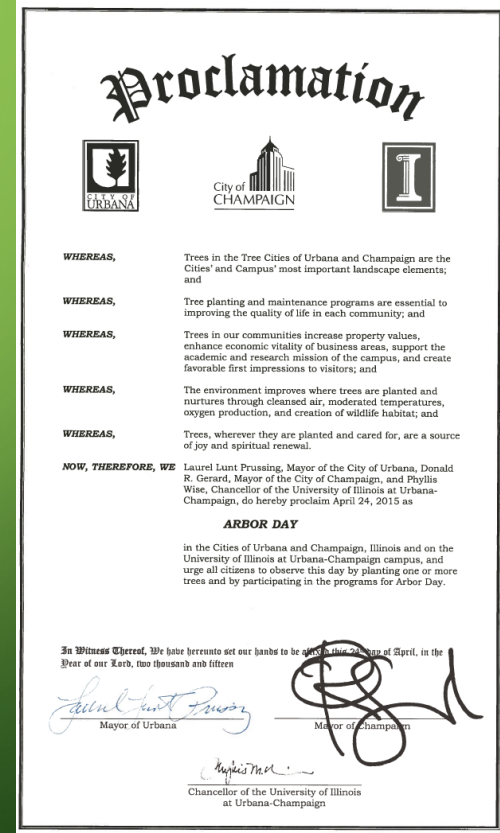 Proclamation
CITY OF
URBANA
City of
CHAMPAIGN
I
WHEREAS, Trees in the Tree Cities of Urbana and Champaign are the
Cities' and Campus' most important landscape elements;
and
WHEREAS, Tree planting and maintenance programs are essential to
improving the quality of life in each community; and
WHEREAS, Trees in our communities increase property values,
enhance economic vitality of business areas, support the
academic and research mission of the campus, and create
favorable first impressions to visitors; and
WHEREAS, The environment improves where trees are planted and
nurtures through cleansed air, moderated temperatures,
oxygen production, and creation of wildlife habitat; and
WHEREAS, Trees, wherever they are planted and cared for, are a source
of joy and spiritual renewal.
NOW, THEREFORE, WE Laurel Lunt Prussing, Mayor of the City of Urbana, Donald
R. Gerard, Mayor of the City of Champaign, and Phyllis
Wise, Chancellor of the University of Illinois at Urbana-
Champaign, do hereby proclaim April 24, 2015 as
ARBOR DAY
in the Cities of Urbana and Champaign, Illinois and on the
University of Illinois at Urbana-Champaign campus, and
urge all citizens to observe this day by planting one or more
trees and by participating in the programs for Arbor Day.
In Witness Thereof, We have hereunto set our hands to be affixed this 24th day of April, in the
Year of our Lord, two thousand and fifteen
Laurel Lunt Prussing
Mayor of Urbana
Mayor of Champaign
Chancellor of the University of Illinois
at Urbana-Champaign